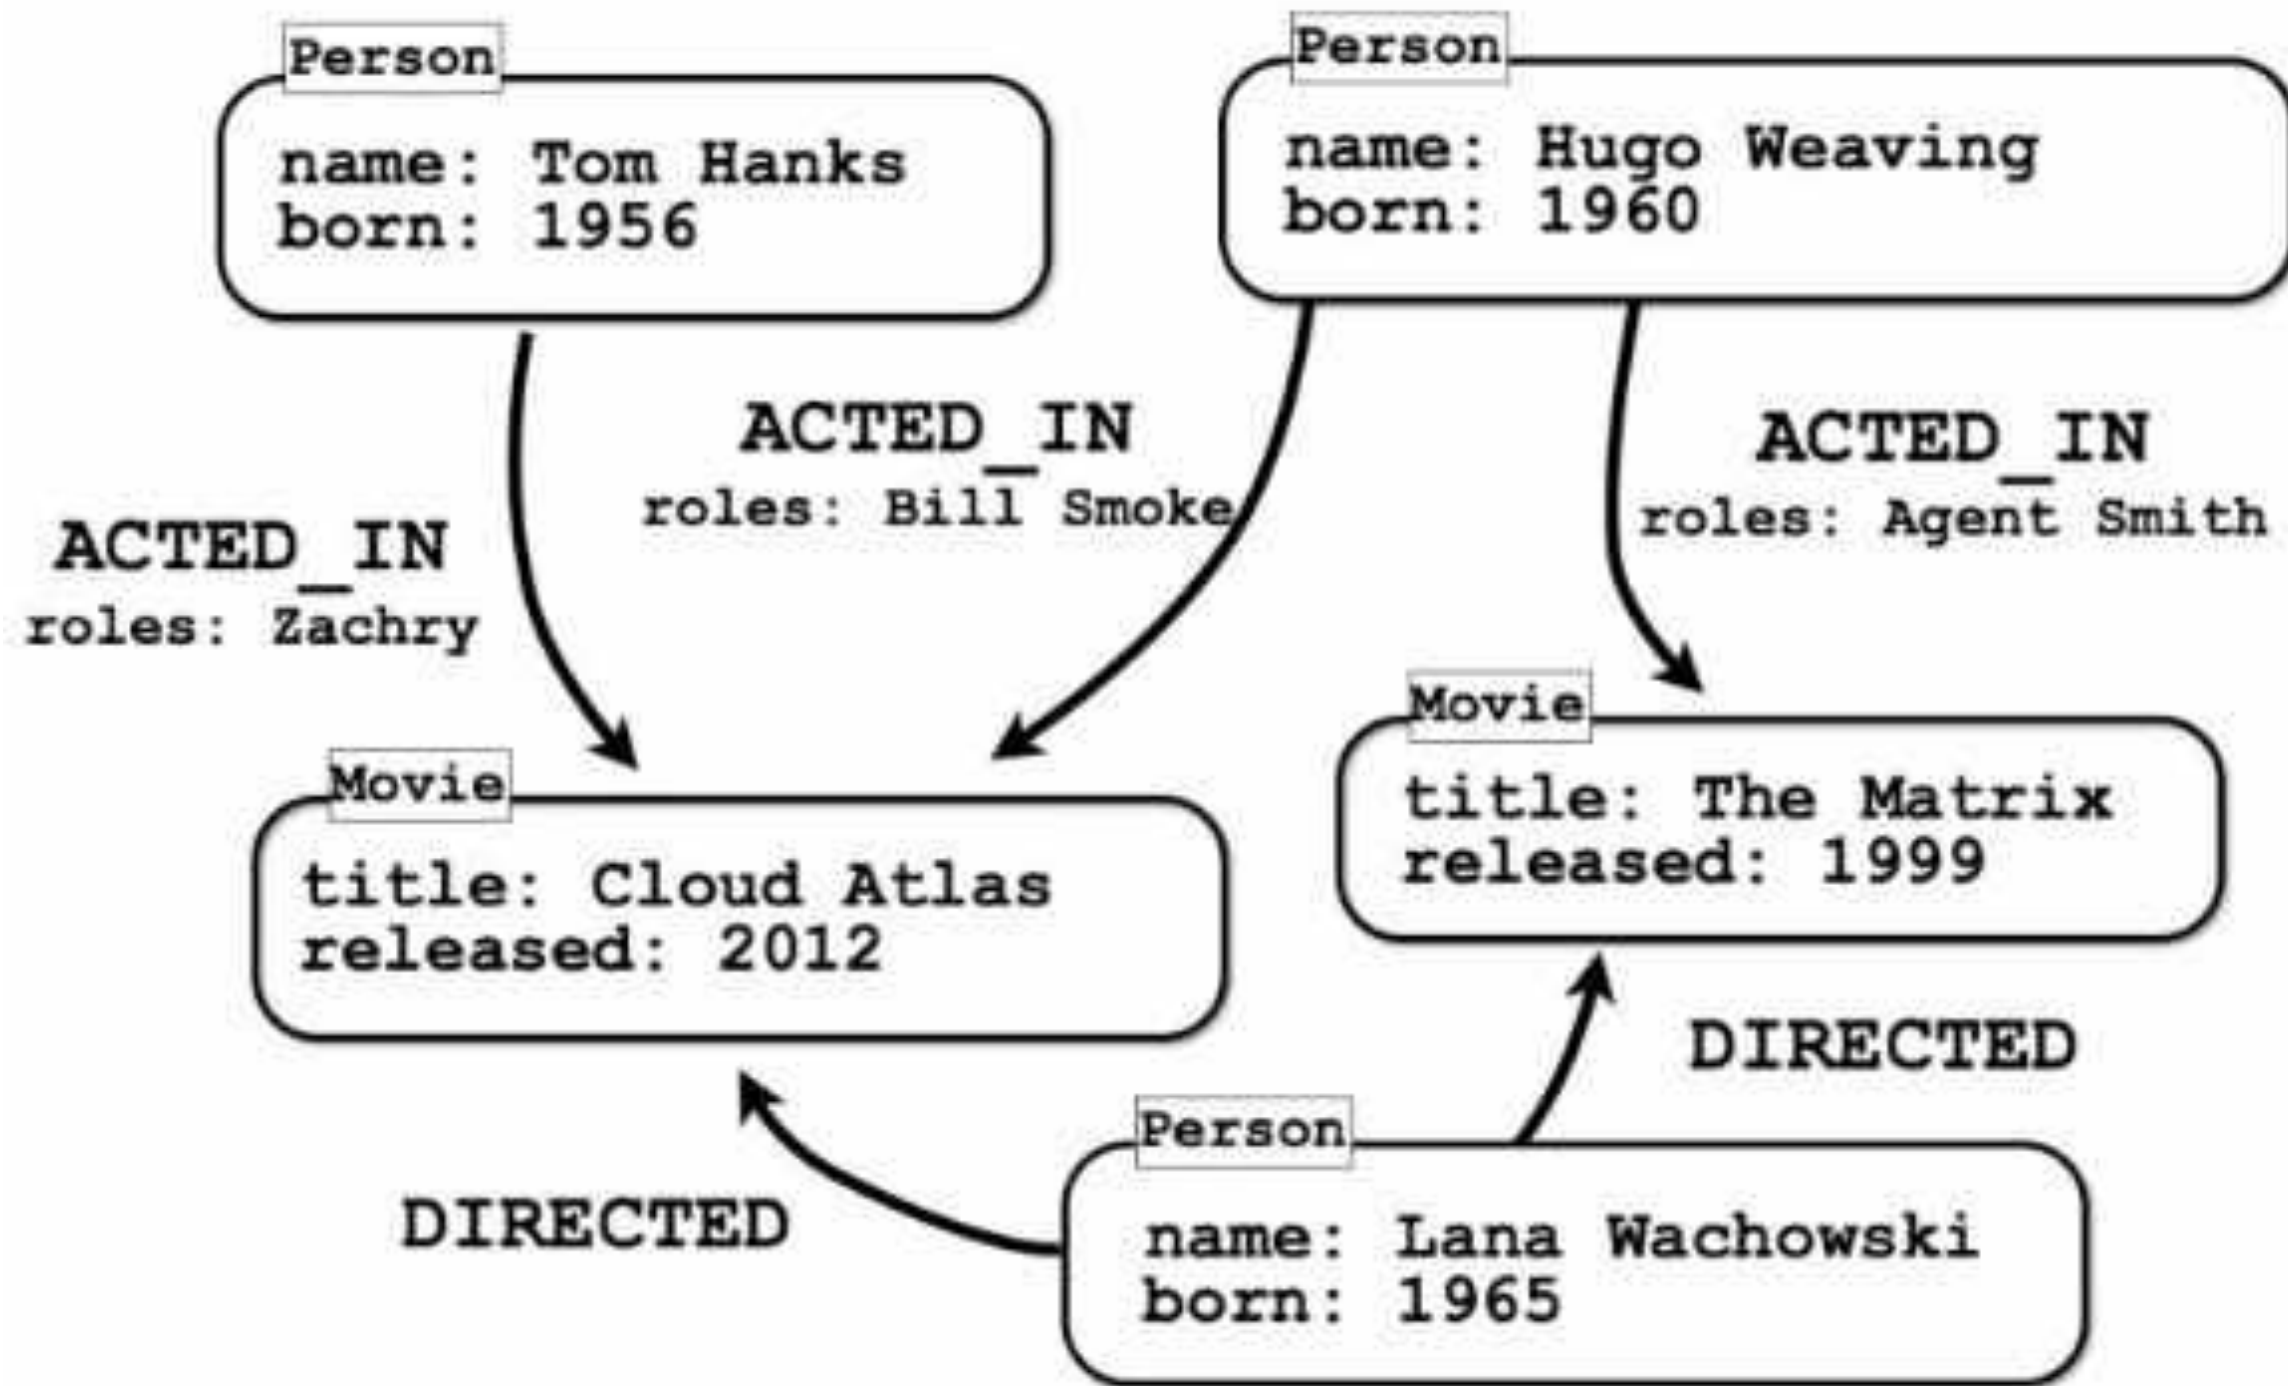 Person
name: Tom Hanks
born: 1956
Person
name: Hugo Weaving
born: 1960
ACTED_IN
roles: Zachry
ACTED_IN
roles: Bill Smoke
ACTED_IN
roles: Agent Smith
Movie
title: Cloud Atlas
released: 2012
Movie
title: The Matrix
released: 1999
DIRECTED
DIRECTED
Person
name: Lana Wachowski
born: 1965